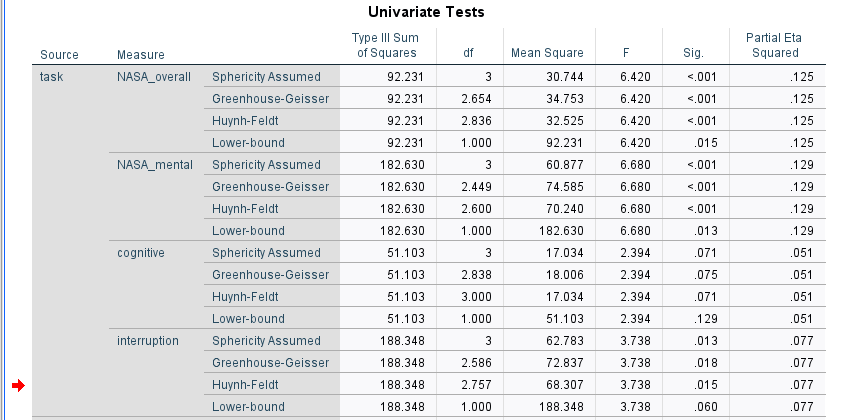 Univariate Tests
Source Measure Type III Sum of Squares df Mean Square F Sig. Partial Eta Squared
task NASA_overall Sphericity Assumed 92.231 3 30.744 6.420 <.001 .125
Greenhouse-Geisser 92.231 2.654 34.753 6.420 <.001 .125
Huynh-Feldt 92.231 2.836 32.525 6.420 <.001 .125
Lower-bound 92.231 1.000 92.231 6.420 .015 .125
NASA_mental Sphericity Assumed 182.630 3 60.877 6.680 <.001 .129
Greenhouse-Geisser 182.630 2.449 74.585 6.680 <.001 .129
Huynh-Feldt 182.630 2.600 70.240 6.680 <.001 .129
Lower-bound 182.630 1.000 182.630 6.680 .013 .129
cognitive Sphericity Assumed 51.103 3 17.034 2.394 .071 .051
Greenhouse-Geisser 51.103 2.838 18.006 2.394 .075 .051
Huynh-Feldt 51.103 3.000 17.034 2.394 .071 .051
Lower-bound 51.103 1.000 51.103 2.394 .129 .051
interruption Sphericity Assumed 188.348 3 62.783 3.738 .013 .077
Greenhouse-Geisser 188.348 2.586 72.837 3.738 .018 .077
Huynh-Feldt 188.348 2.757 68.307 3.738 .015 .077
Lower-bound 188.348 1.000 188.348 3.738 .060 .077